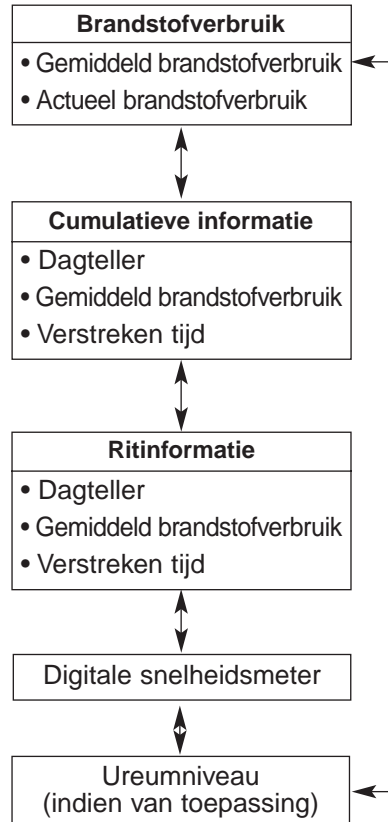 Brandstofverbruik
• Gemiddeld brandstofverbruik
• Actueel brandstofverbruik
Cumulatieve informatie
• Dagteller
• Gemiddeld brandstofverbruik
• Verstreken tijd
Ritinformatie
• Dagteller
• Gemiddeld brandstofverbruik
• Verstreken tijd
Digitale snelheidsmeter
Ureumniveau
(indien van toepassing)